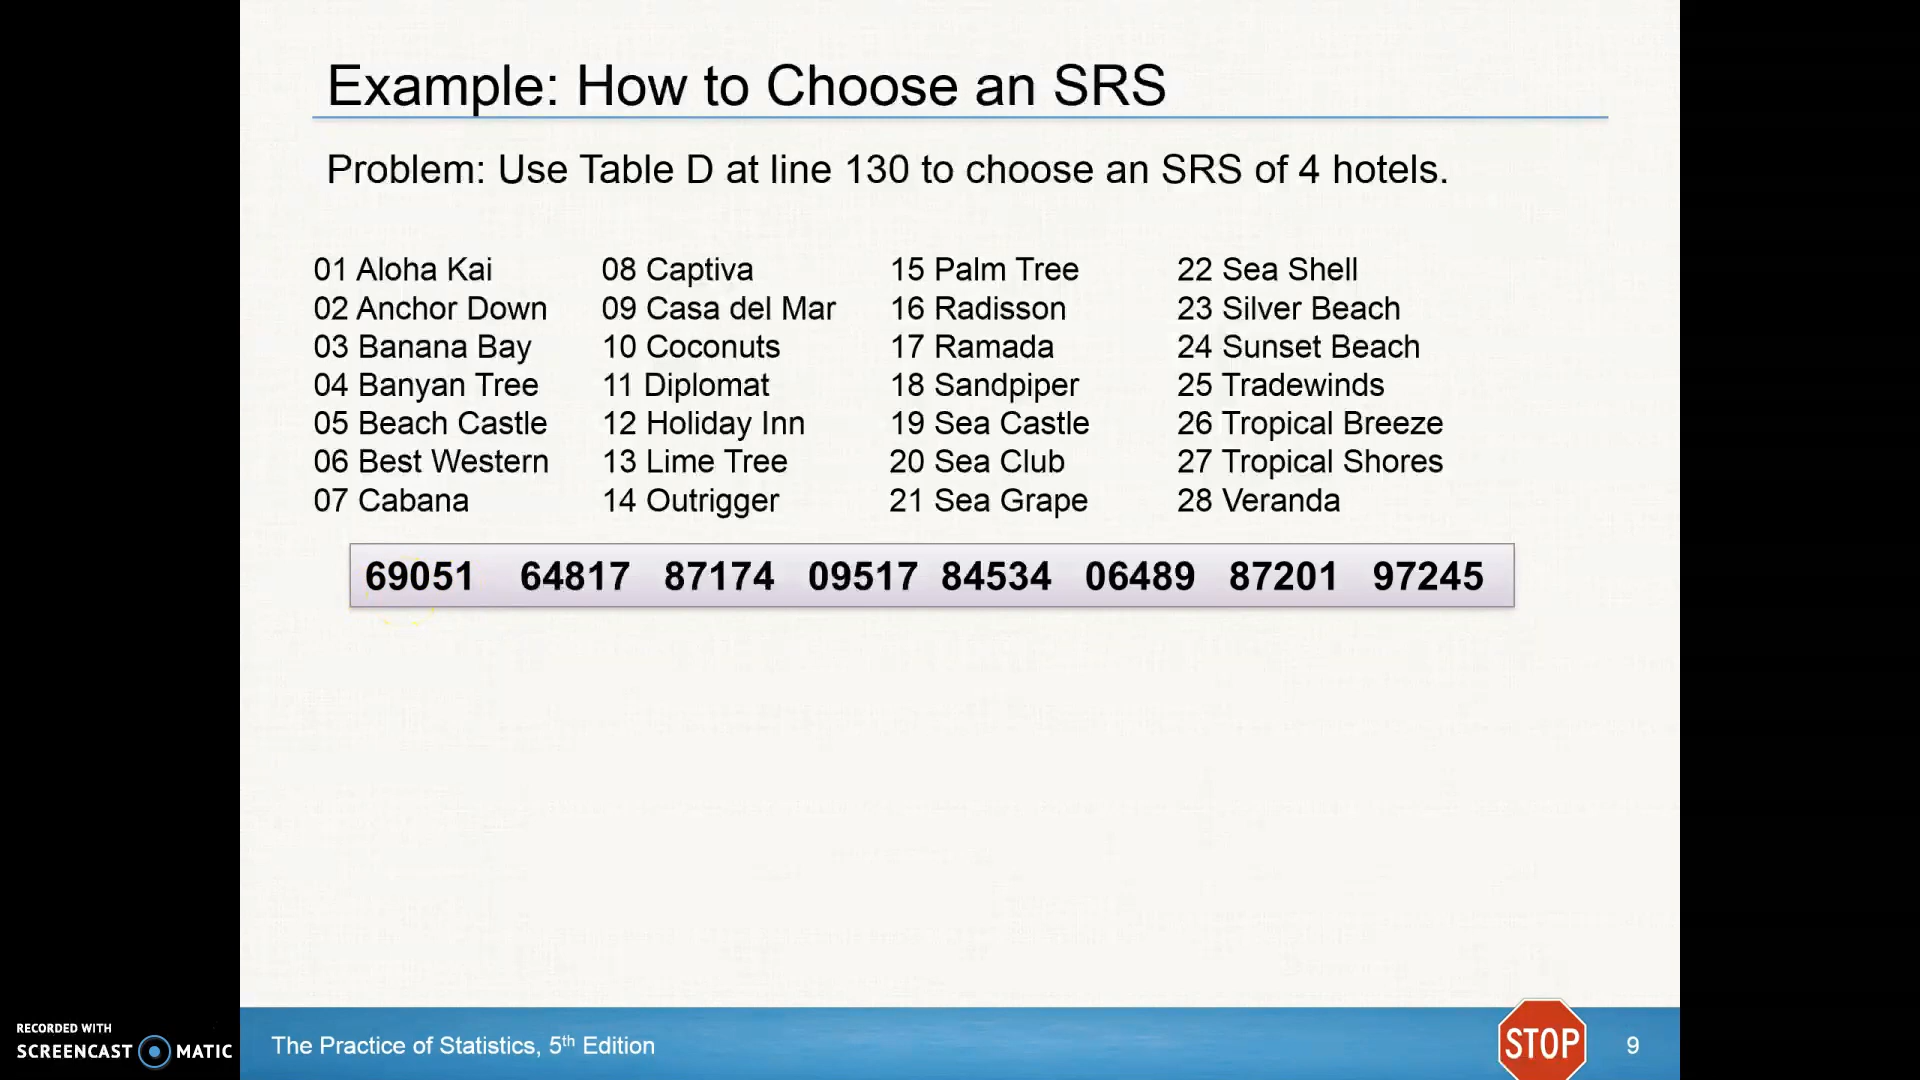 Example: How to Choose an SRS
Problem: Use Table D at line 130 to choose an SRS of 4 hotels.
01 Aloha Kai
02 Anchor Down
03 Banana Bay
04 Banyan Tree
05 Beach Castle
06 Best Western
07 Cabana
08 Captiva
09 Casa del Mar
10 Coconuts
11 Diplomat
12 Holiday Inn
13 Lime Tree
14 Outrigger
15 Palm Tree
16 Radisson
17 Ramada
18 Sandpiper
19 Sea Castle
20 Sea Club
21 Sea Grape
22 Sea Shell
23 Silver Beach
24 Sunset Beach
25 Tradewinds
26 Tropical Breeze
27 Tropical Shores
28 Veranda
69051 64817 87174 09517 84534 06489 87201 97245
RECORDED WITH
SCREENCAST MATIC
The Practice of Statistics, 5th Edition
STOP
9